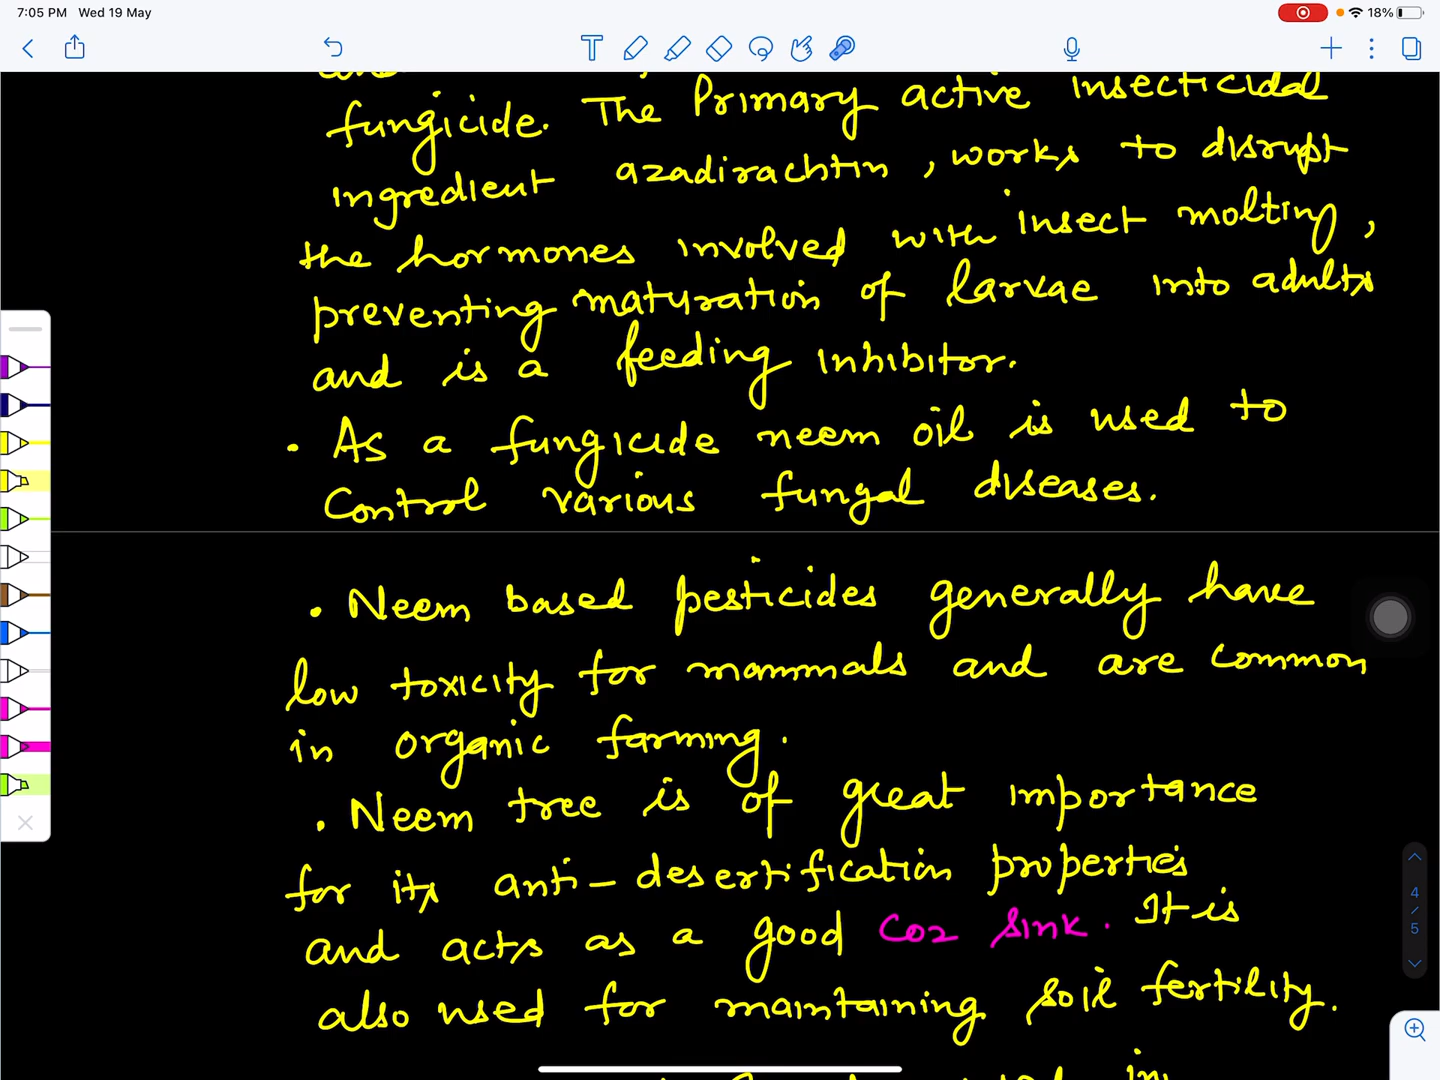 7:05 PM Wed 19 May
18%
fungicide. The Primary active insecticidal
ingredient azadirachtin, works to disrupt
the hormones involved with insect molting,
preventing maturation of larvae into adults
and is a feeding inhibitor.
• As a fungicide neem oil is used to
Control various fungal diseases.
• Neem based pesticides generally have
low toxicity for mammals and are common
in organic farming.
• Neem tree is of great importance
for its anti-desertification properties
and acts as a good CO2 sink. It is
also used for maintaining soil fertility.
in
4
/
5